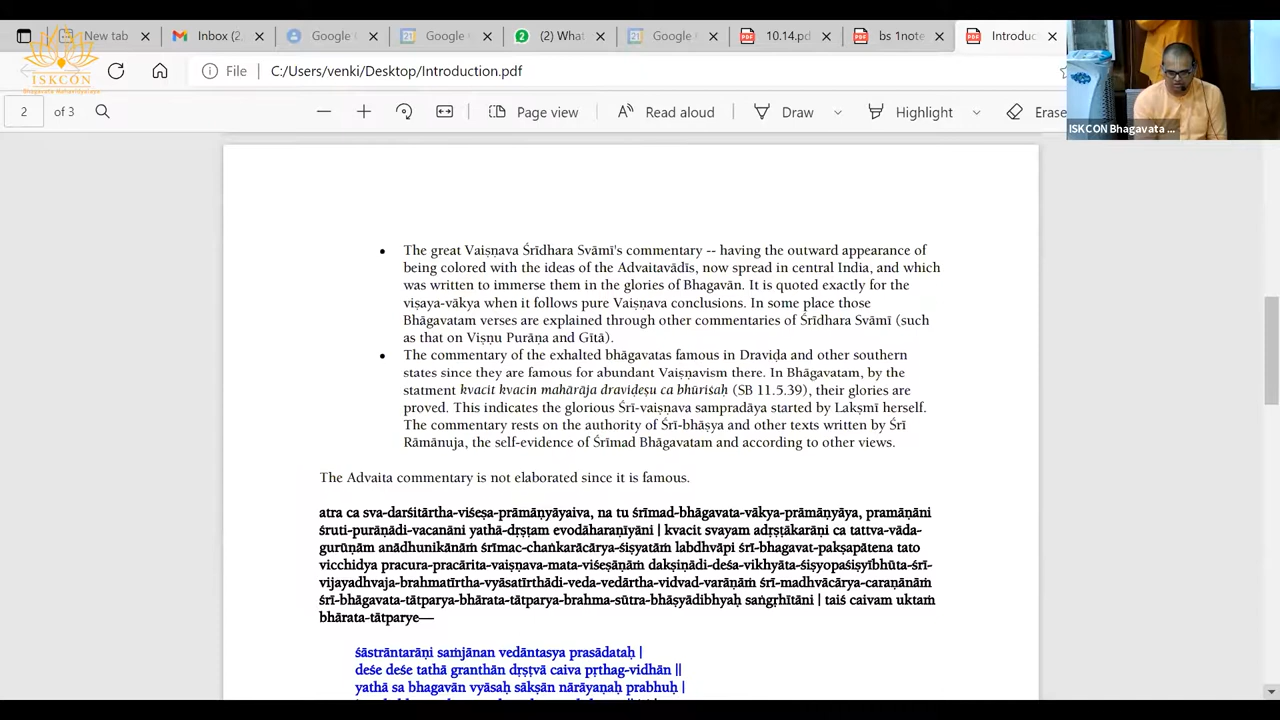 New tab
Inbox (2
Google
Google
(2) What
Google
10.14.pd
bs 1note
Introduc
ISKCON
Bhagavata Mahavidyalaya
File
C:/Users/venki/Desktop/Introduction.pdf
2 of 3
Page view
Read aloud
Draw
Highlight
Erase
ISKCON Bhagavata ...
• The great Vaiṣṇava Śrīdhara Svāmī's commentary -- having the outward appearance of
being colored with the ideas of the Advaitavādīs, now spread in central India, and which
was written to immerse them in the glories of Bhagavān. It is quoted exactly for the
viṣaya-vākya when it follows pure Vaiṣṇava conclusions. In some place those
Bhāgavatam verses are explained through other commentaries of Śrīdhara Svāmī (such
as that on Viṣṇu Purāṇa and Gītā).
• The commentary of the exhalted bhāgavatas famous in Draviḍa and other southern
states since they are famous for abundant Vaiṣṇavism there. In Bhāgavatam, by the
statment kvacit kvacin mahārāja draviḍeṣu ca bhūriśaḥ (SB 11.5.39), their glories are
proved. This indicates the glorious Śrī-vaiṣṇava sampradāya started by Lakṣmī herself.
The commentary rests on the authority of Śrī-bhāṣya and other texts written by Śrī
Rāmānuja, the self-evidence of Śrīmad Bhāgavatam and according to other views.
The Advaita commentary is not elaborated since it is famous.
atra ca sva-darśitārtha-viśeṣa-prāmāṇyāyaiva, na tu śrīmad-bhāgavata-vākya-prāmāṇyāya, pramāṇāni
śruti-purāṇādi-vacanāni yathā-dṛṣṭam evodāharaṇīyāni | kvacit svayam adṛṣṭākarāṇi ca tattva-vāda-
gurūṇām anādhunikānāṁ śrīmac-chaṅkarācārya-śiṣyatāṁ labdhvāpi śrī-bhagavat-pakṣapātena tato
vicchidya pracura-pracārita-vaiṣṇava-mata-viśeṣāṇāṁ dakṣiṇādi-deśa-vikhyāta-śiṣyopaśiṣyībhūta-śrī-
vijayadhvaja-brahmatīrtha-vyāsatīrthādi-veda-vedārtha-vidvad-varāṇāṁ śrī-madhvācārya-caraṇānāṁ
śrī-bhāgavata-tātparya-bhārata-tātparya-brahma-sūtra-bhāṣyādibhyaḥ saṅgṛhītāni | taiś caivam uktaṁ
bhārata-tātparye—
śāstrāntarāṇi saṁjānan vedāntasya prasādataḥ |
deśe deśe tathā granthān dṛṣṭvā caiva pṛthag-vidhān ||
yathā sa bhagavān vyāsaḥ sākṣān nārāyaṇaḥ prabhuḥ |